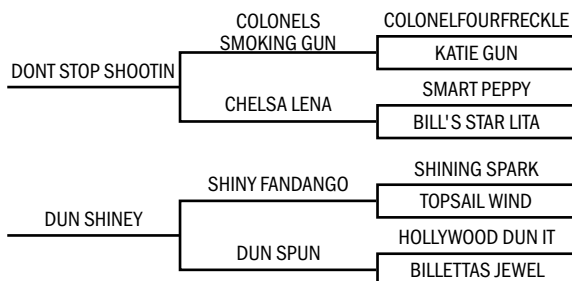 COLONELS
SMOKING GUN
COLONELFOURFRECKLE
KATIE GUN
DONT STOP SHOOTIN
CHELSA LENA
SMART PEPPY
BILL'S STAR LITA
SHINY FANDANGO
SHINING SPARK
TOPSAIL WIND
DUN SHINEY
DUN SPUN
HOLLYWOOD DUN IT
BILLETTAS JEWEL